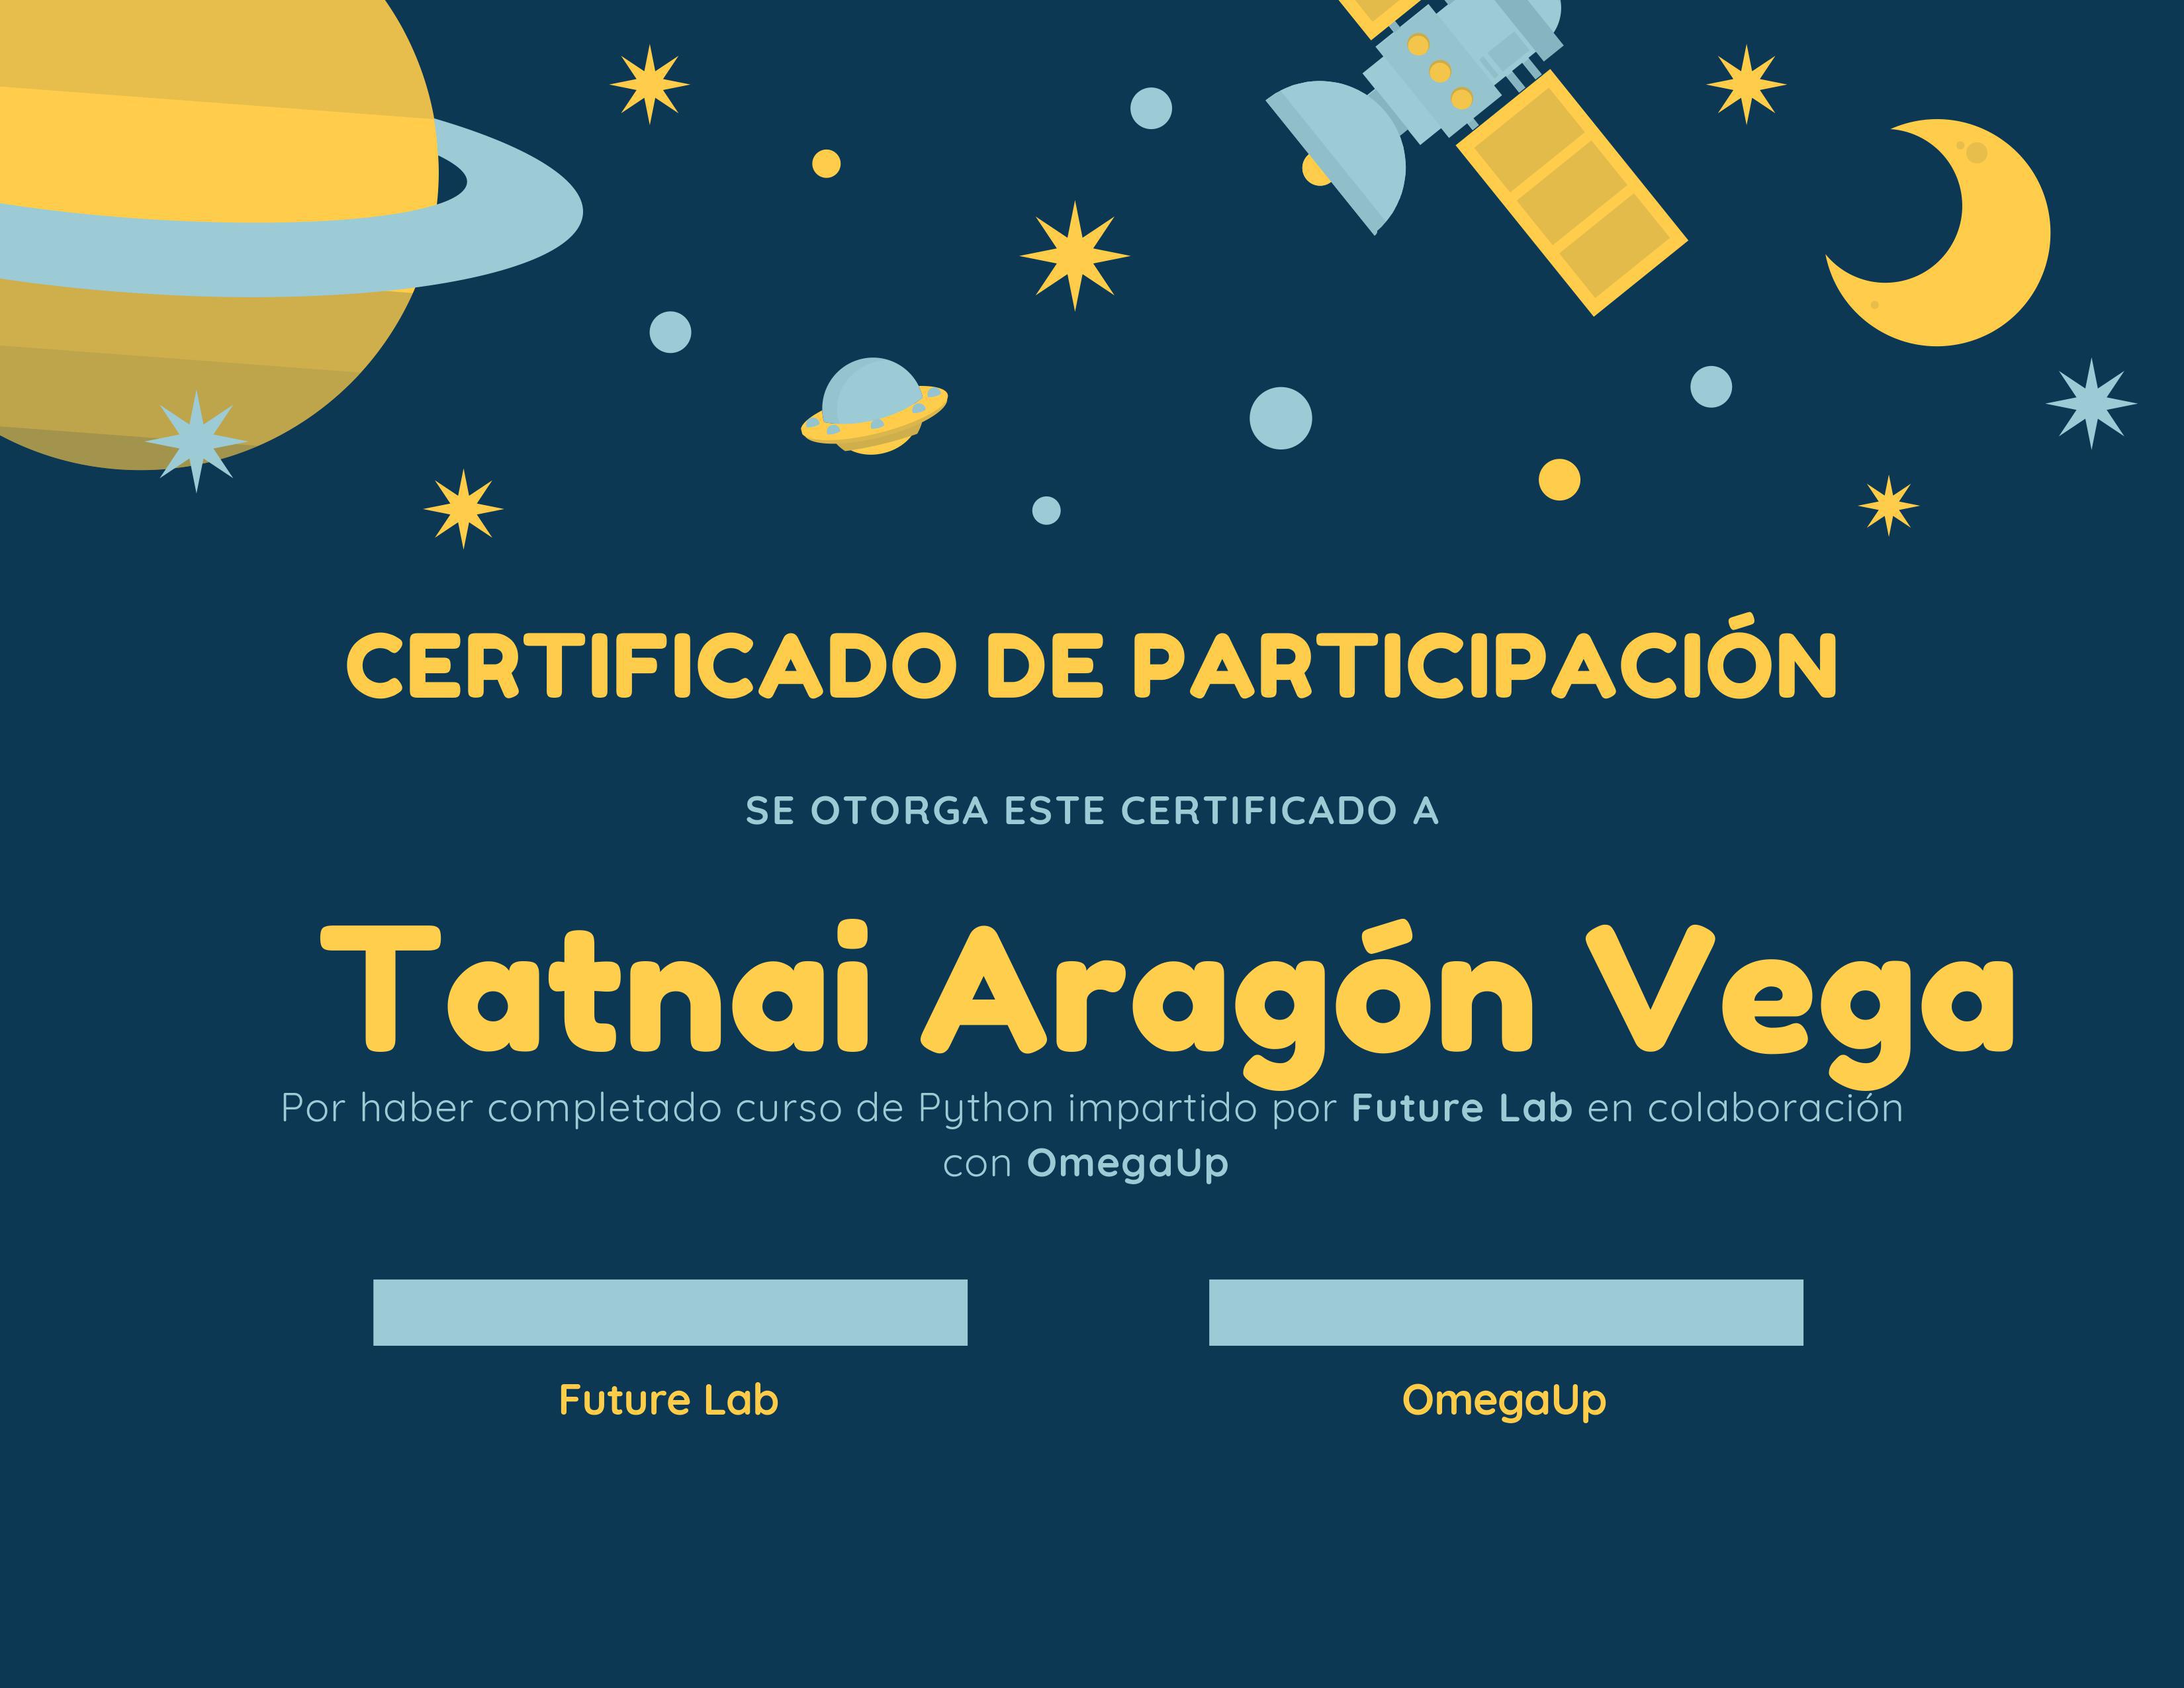 CERTIFICADO DE PARTICIPACIÓN
SE OTORGA ESTE CERTIFICADO A
Tatnai Aragón Vega
Por haber completado curso de Python impartido por Future Lab en colaboración
con OmegaUp
Future Lab
OmegaUp